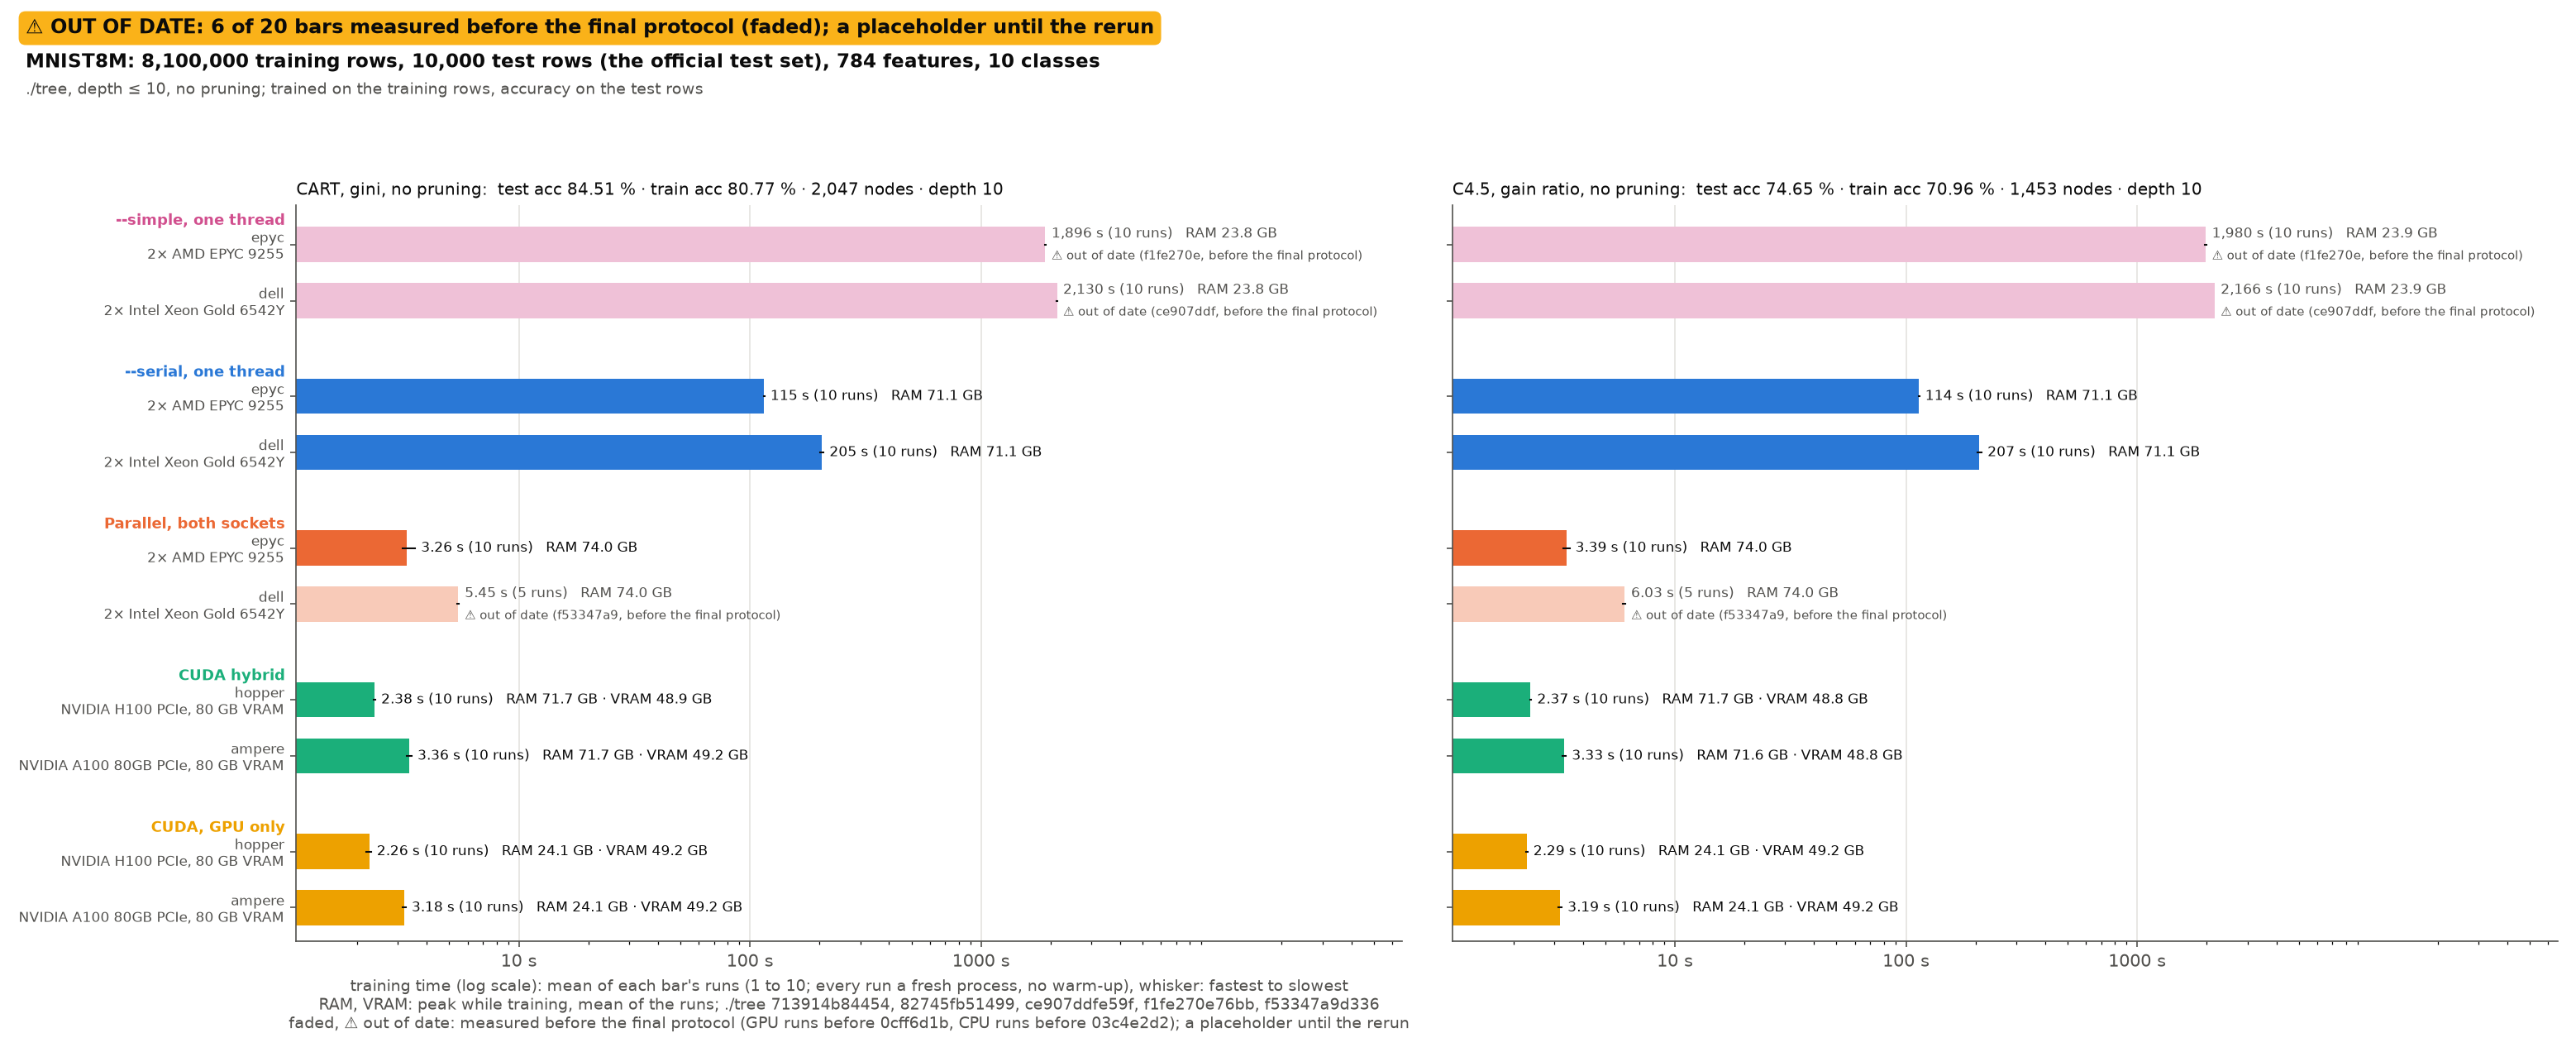 ⚠ OUT OF DATE: 6 of 20 bars measured before the final protocol (faded); a placeholder until the rerun
MNIST8M: 8,100,000 training rows, 10,000 test rows (the official test set), 784 features, 10 classes
./tree, depth ≤ 10, no pruning; trained on the training rows, accuracy on the test rows
CART, gini, no pruning:  test acc 84.51 % · train acc 80.77 % · 2,047 nodes · depth 10
--simple, one thread
epyc
2× AMD EPYC 9255
1,896 s (10 runs)   RAM 23.8 GB
⚠ out of date (f1fe270e, before the final protocol)
dell
2× Intel Xeon Gold 6542Y
2,130 s (10 runs)   RAM 23.8 GB
⚠ out of date (ce907ddf, before the final protocol)
--serial, one thread
epyc
2× AMD EPYC 9255
115 s (10 runs)   RAM 71.1 GB
dell
2× Intel Xeon Gold 6542Y
205 s (10 runs)   RAM 71.1 GB
Parallel, both sockets
epyc
2× AMD EPYC 9255
3.26 s (10 runs)   RAM 74.0 GB
dell
2× Intel Xeon Gold 6542Y
5.45 s (5 runs)   RAM 74.0 GB
⚠ out of date (f53347a9, before the final protocol)
CUDA hybrid
hopper
NVIDIA H100 PCIe, 80 GB VRAM
2.38 s (10 runs)   RAM 71.7 GB · VRAM 48.9 GB
ampere
NVIDIA A100 80GB PCIe, 80 GB VRAM
3.36 s (10 runs)   RAM 71.7 GB · VRAM 49.2 GB
CUDA, GPU only
hopper
NVIDIA H100 PCIe, 80 GB VRAM
2.26 s (10 runs)   RAM 24.1 GB · VRAM 49.2 GB
ampere
NVIDIA A100 80GB PCIe, 80 GB VRAM
3.18 s (10 runs)   RAM 24.1 GB · VRAM 49.2 GB
10 s 100 s 1000 s
C4.5, gain ratio, no pruning:  test acc 74.65 % · train acc 70.96 % · 1,453 nodes · depth 10
1,980 s (10 runs)   RAM 23.9 GB
⚠ out of date (f1fe270e, before the final protocol)
2,166 s (10 runs)   RAM 23.9 GB
⚠ out of date (ce907ddf, before the final protocol)
114 s (10 runs)   RAM 71.1 GB
207 s (10 runs)   RAM 71.1 GB
3.39 s (10 runs)   RAM 74.0 GB
6.03 s (5 runs)   RAM 74.0 GB
⚠ out of date (f53347a9, before the final protocol)
2.37 s (10 runs)   RAM 71.7 GB · VRAM 48.8 GB
3.33 s (10 runs)   RAM 71.6 GB · VRAM 48.8 GB
2.29 s (10 runs)   RAM 24.1 GB · VRAM 49.2 GB
3.19 s (10 runs)   RAM 24.1 GB · VRAM 49.2 GB
10 s 100 s 1000 s
training time (log scale): mean of each bar's runs (1 to 10; every run a fresh process, no warm-up), whisker: fastest to slowest
RAM, VRAM: peak while training, mean of the runs; ./tree 713914b84454, 82745fb51499, ce907ddfe59f, f1fe270e76bb, f53347a9d336
faded, ⚠ out of date: measured before the final protocol (GPU runs before 0cff6d1b, CPU runs before 03c4e2d2); a placeholder until the rerun